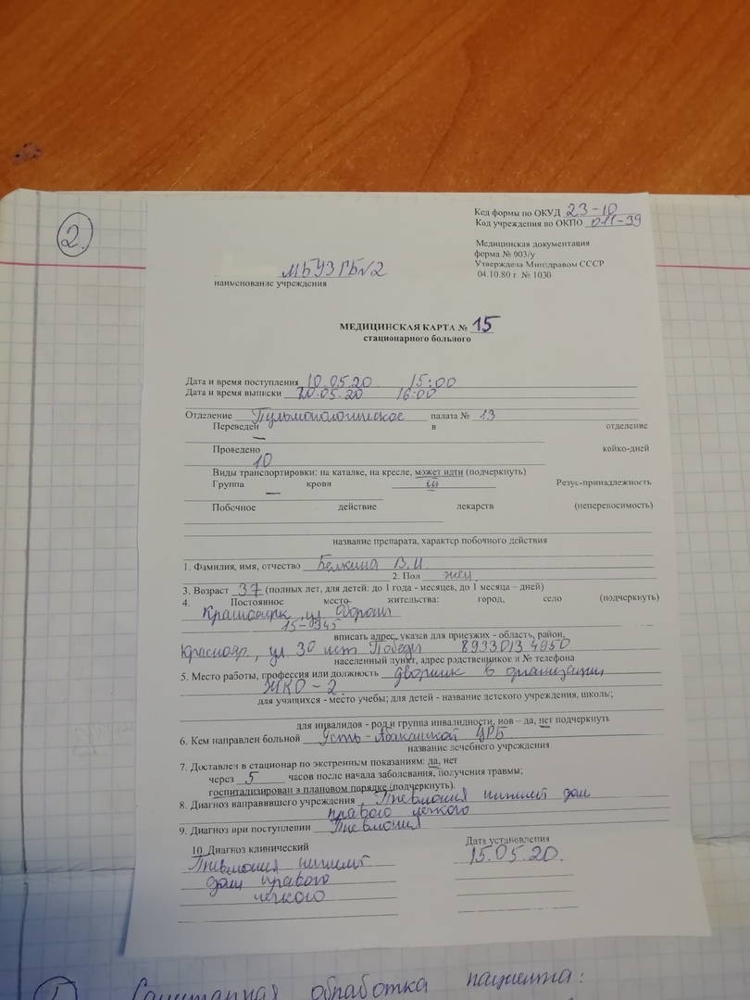 2.
Код формы по ОКУД 23-10
Код учреждения по ОКПО 011-39
Медицинская документация
форма № 003/у
Утверждена Минздравом СССР
04.10.80 г № 1030
МБУЗ ГБ№2
наименование учреждения
МЕДИЦИНСКАЯ КАРТА № 15
стационарного больного
Дата и время поступления 10.05.20 15:00
Дата и время выписки 20.05.20 16:00
Отделение Пульмонологическое палата № 13
Переведен в отделение
—
Проведено койко-дней
10
Виды транспортировки: на каталке, на кресле, может идти (подчеркнуть)
Группа крови III Резус-принадлежность
—
Побочное действие лекарств (непереносимость)
название препарата, характер побочного действия
1. Фамилия, имя, отчество Белкина В.И.
2. Пол жен
3. Возраст 37 (полных лет, для детей: до 1 года - месяцев, до 1 месяца – дней)
4. Постоянное место жительства: город, село (подчеркнуть)
ул
15-345
вписать адрес, указав для приезжих - область, район,
Краснояр, ул 30 лет Победы 89330134950
населенный пункт, адрес родственников и № телефона
5. Место работы, профессия или должность дворник в организации
ЖКО-2
для учащихся - место учебы; для детей - название детского учреждения, школы;
для инвалидов - род и группа инвалидности, иов – да, нет подчеркнуть
6. Кем направлен больной Усть-Абаканской ЦРБ
название лечебного учреждения
7. Доставлен в стационар по экстренным показаниям: да, нет
через 5 часов после начала заболевания, получения травмы;
госпитализирован в плановом порядке (подчеркнуть).
8. Диагноз направившего учреждения Пневмония нижней доли
правого легкого
9. Диагноз при поступлении Пневмония
10. Диагноз клинический Дата установления
Пневмония нижней 15.05.20.
доли правого
легкого
1. Санитарная обработка пациента: